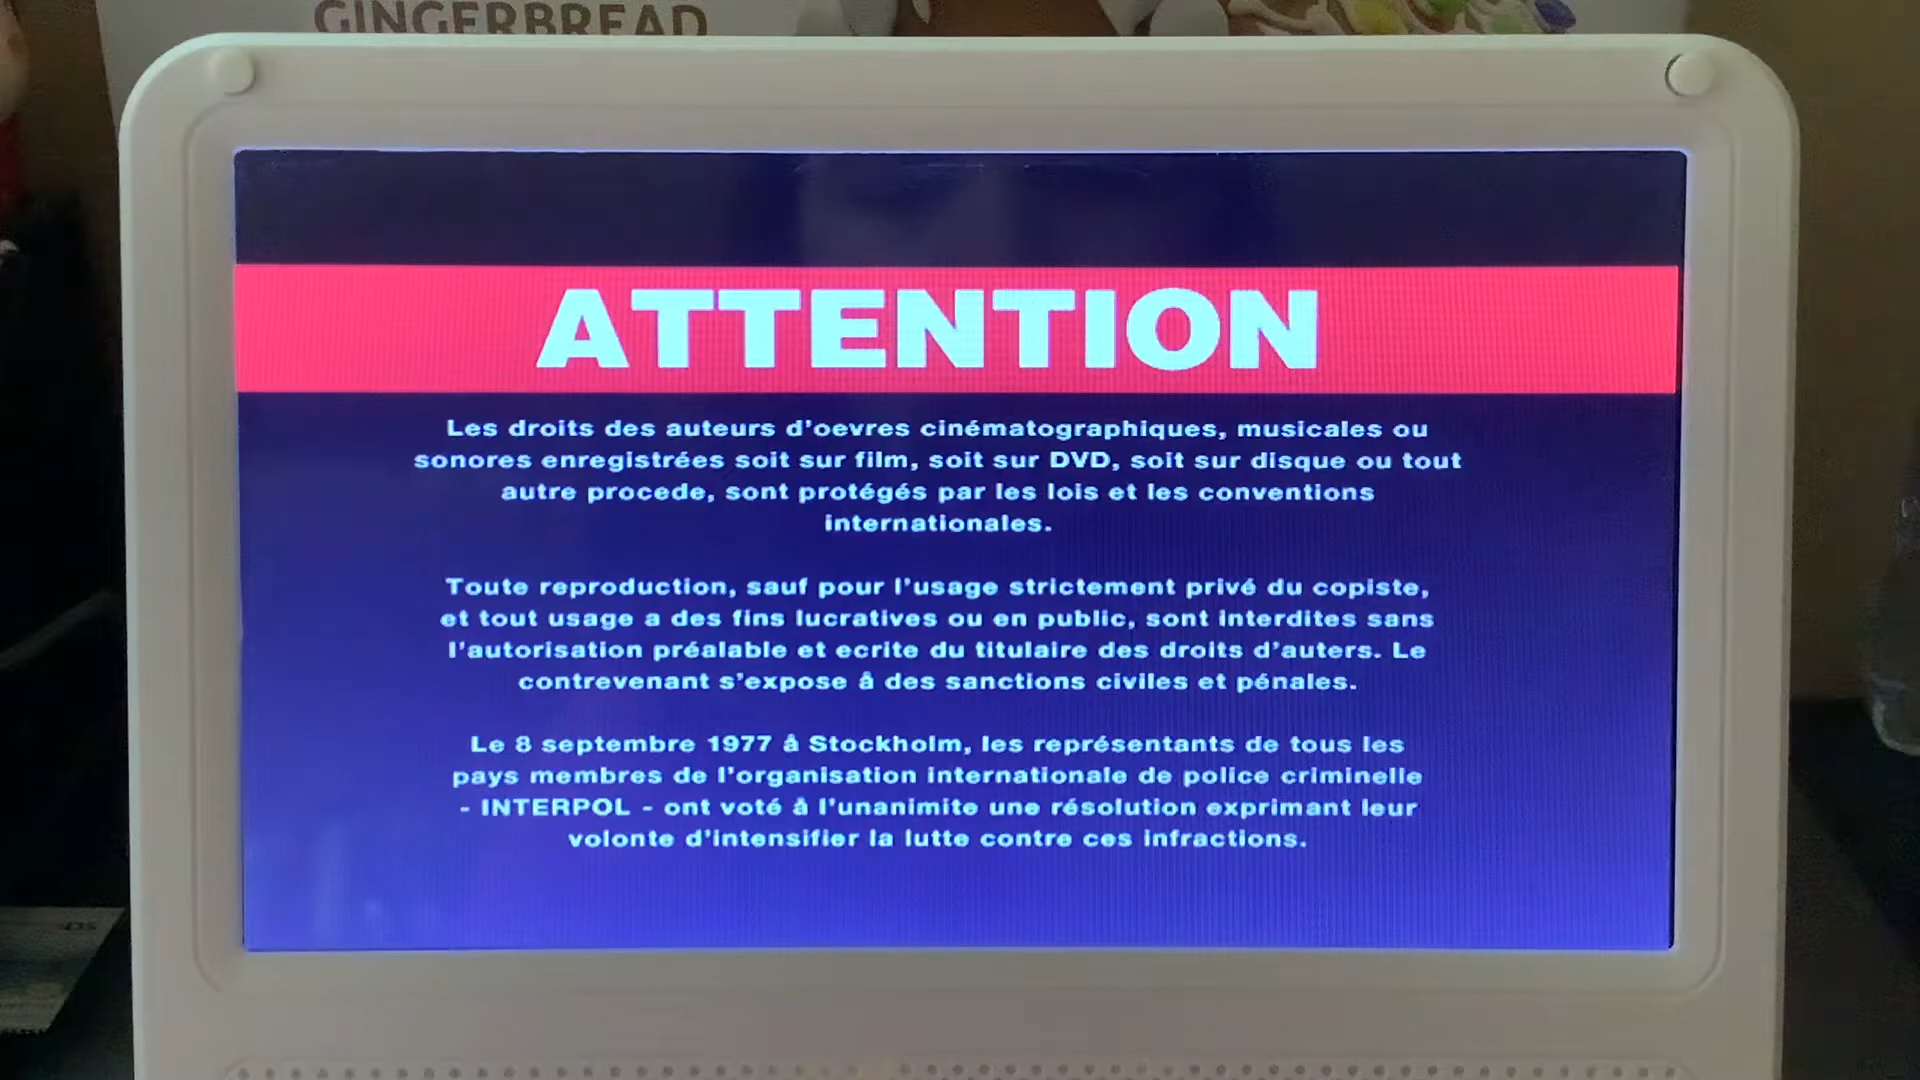 GINGERBREAD
ATTENTION
Les droits des auteurs d'oevres cinématographiques, musicales ou
sonores enregistrées soit sur film, soit sur DVD, soit sur disque ou tout
autre procede, sont protégés par les lois et les conventions
internationales.
Toute reproduction, sauf pour l'usage strictement privé du copiste,
et tout usage a des fins lucratives ou en public, sont interdites sans
l'autorisation préalable et ecrite du titulaire des droits d'auters. Le
contrevenant s'expose â des sanctions civiles et pénales.
Le 8 septembre 1977 â Stockholm, les représentants de tous les
pays membres de l'organisation internationale de police criminelle
- INTERPOL - ont voté â l'unanimite une résolution exprimant leur
volonte d'intensifier la lutte contre ces infractions.